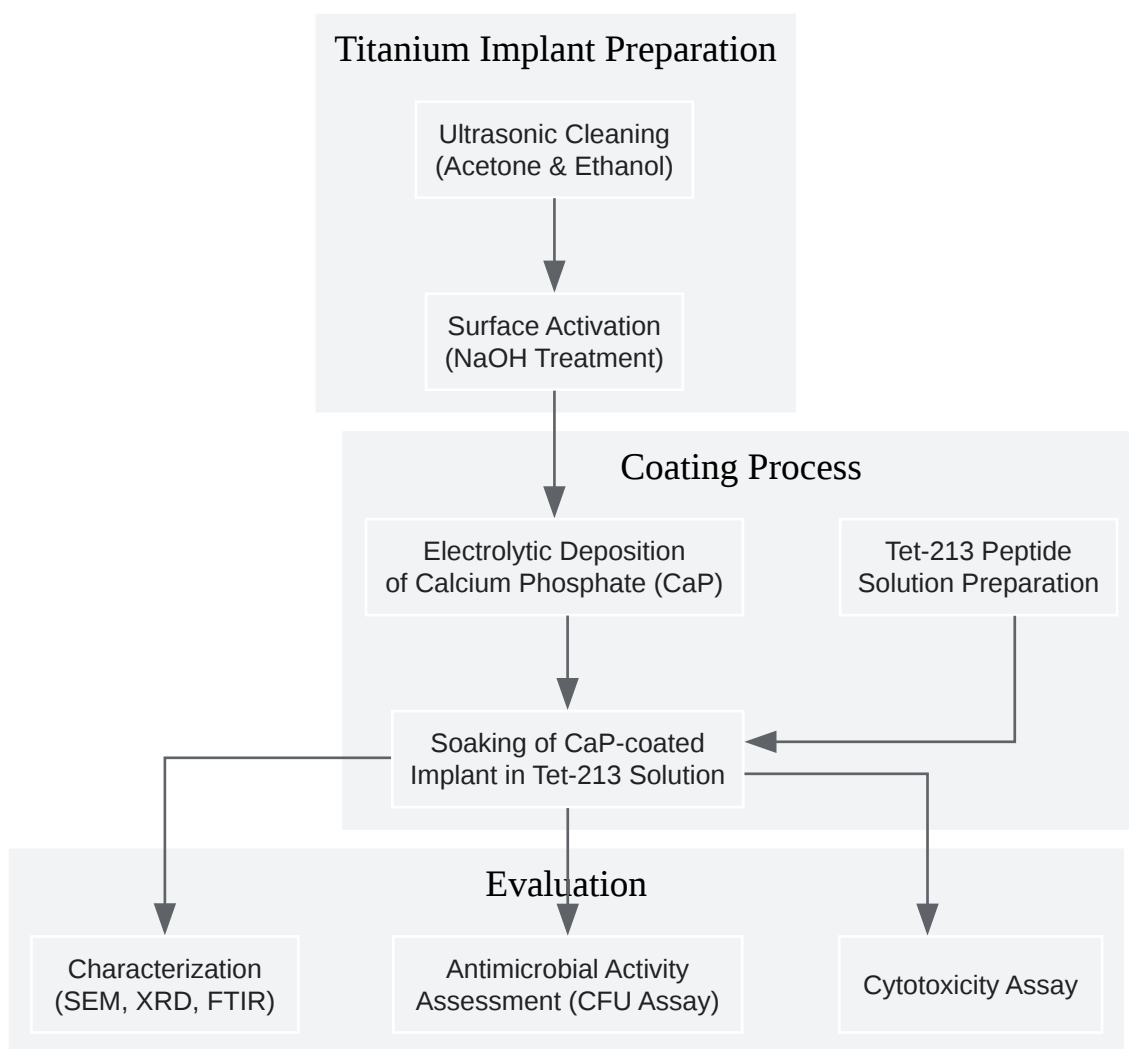 Titanium Implant Preparation
Ultrasonic Cleaning
(Acetone & Ethanol)
Surface Activation
(NaOH Treatment)
Coating Process
Electrolytic Deposition
of Calcium Phosphate (CaP)
Tet-213 Peptide
Solution Preparation
Soaking of CaP-coated
Implant in Tet-213 Solution
Evaluation
Characterization
(SEM, XRD, FTIR)
Antimicrobial Activity
Assessment (CFU Assay)
Cytotoxicity Assay